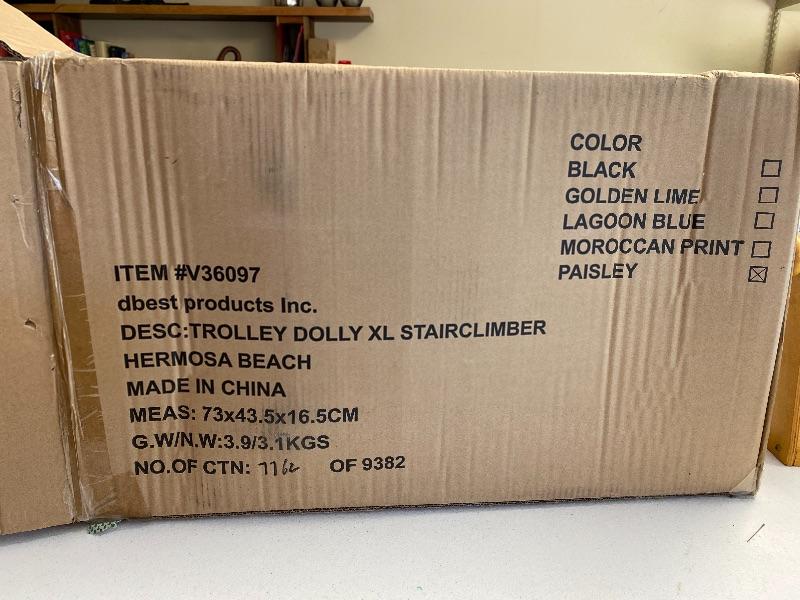 COLOR
BLACK
GOLDEN LIME
LAGOON BLUE
MOROCCAN PRINT
PAISLEY
ITEM #V36097
dbest products Inc.
DESC:TROLLEY DOLLY XL STAIRCLIMBER
HERMOSA BEACH
MADE IN CHINA
MEAS: 73x43.5x16.5CM
G.W/N.W:3.9/3.1KGS
NO.OF CTN: OF 9382